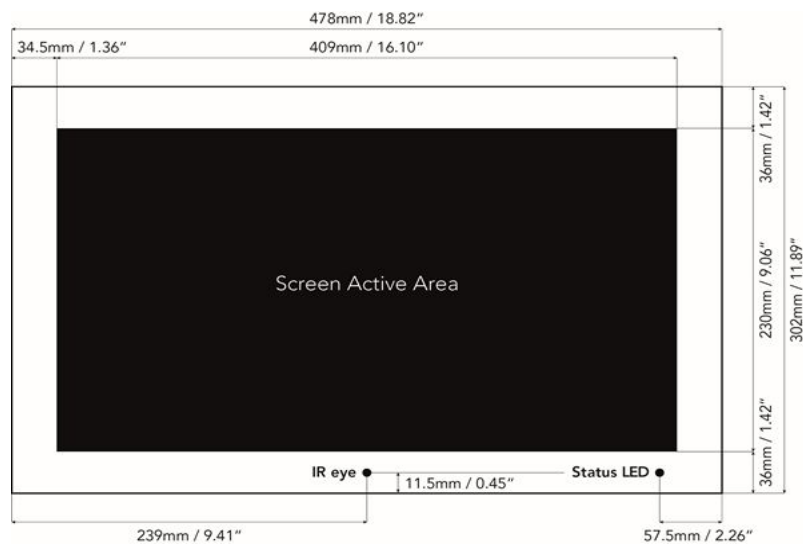 478mm / 18.82“
34.5mm / 1.36“
409mm / 16.10“
36mm / 1.42“
Screen Active Area
230mm / 9.06“
302mm / 11.89“
36mm / 1.42“
IR eye
Status LED
11.5mm / 0.45“
239mm / 9.41“
57.5mm / 2.26“